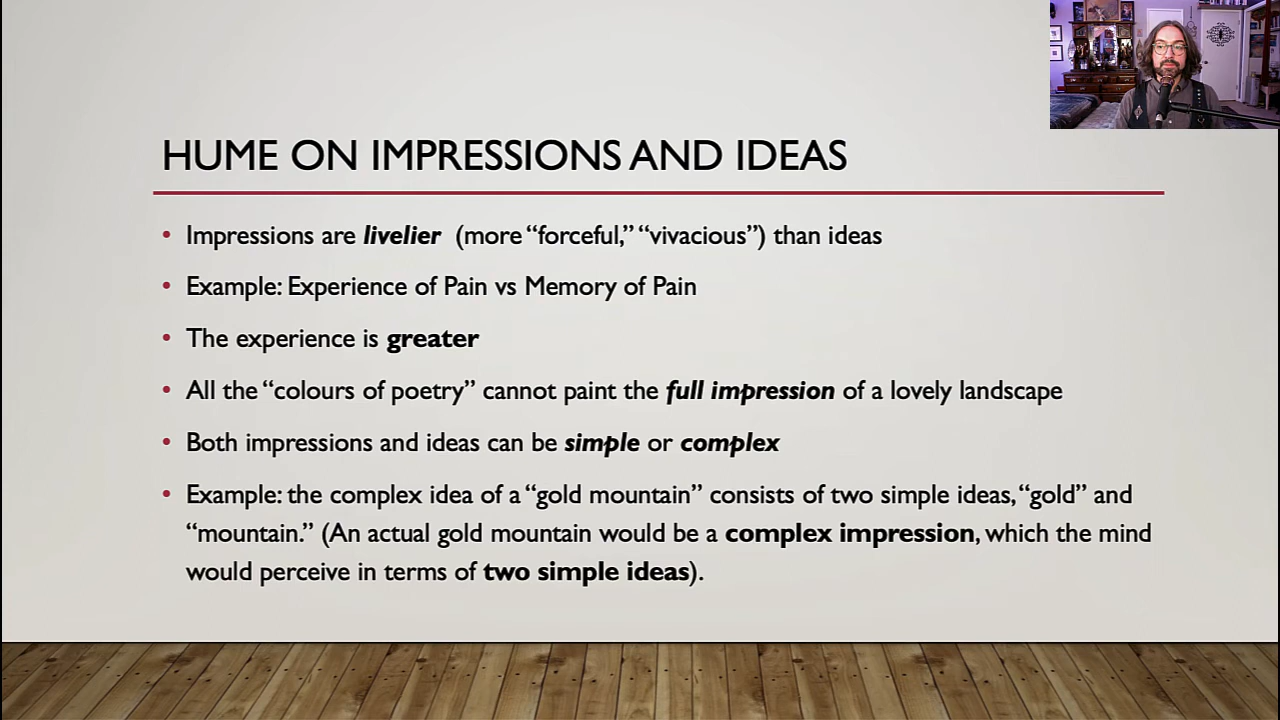 HUME ON IMPRESSIONS AND IDEAS
• Impressions are livelier (more “forceful,” “vivacious”) than ideas
• Example: Experience of Pain vs Memory of Pain
• The experience is greater
• All the “colours of poetry” cannot paint the full impression of a lovely landscape
• Both impressions and ideas can be simple or complex
• Example: the complex idea of a “gold mountain” consists of two simple ideas, “gold” and
“mountain.” (An actual gold mountain would be a complex impression, which the mind
would perceive in terms of two simple ideas).